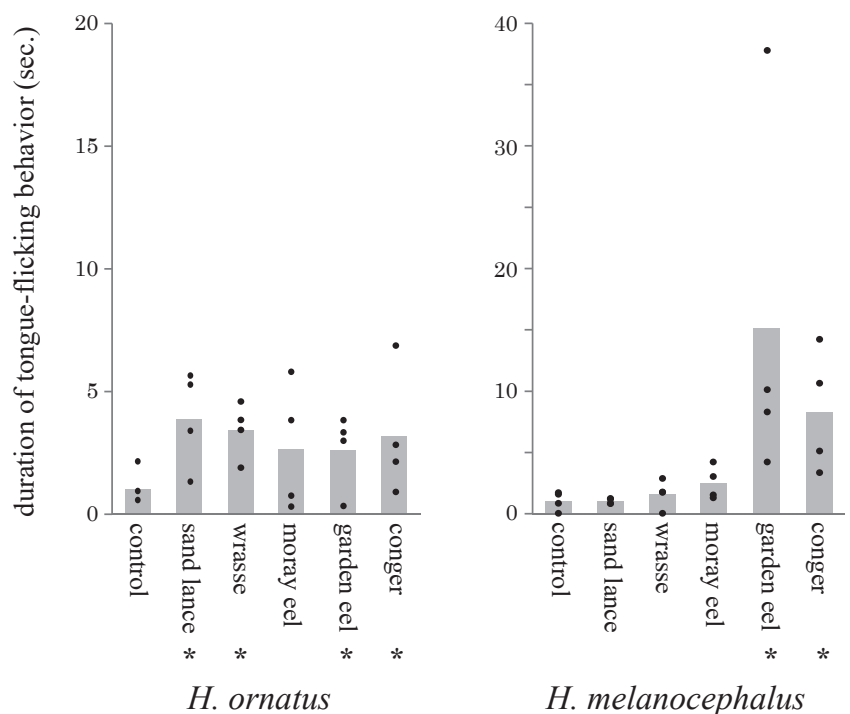 duration of tongue-flicking behavior (sec.)
20
15
10
5
0
control
sand lance
wrasse
moray eel
garden eel
conger
* * * *
H. ornatus
40
30
20
10
0
control
sand lance
wrasse
moray eel
garden eel
conger
* *
H. melanocephalus